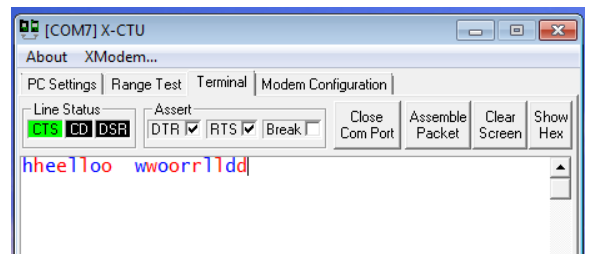 [COM7] X-CTU
About XModem...
PC Settings Range Test Terminal Modem Configuration
Line Status Assert
CTS CD DSR DTR RTS Break Close Com Port Assemble Packet Clear Screen Show Hex
hheelllloo  wwoorrlldd